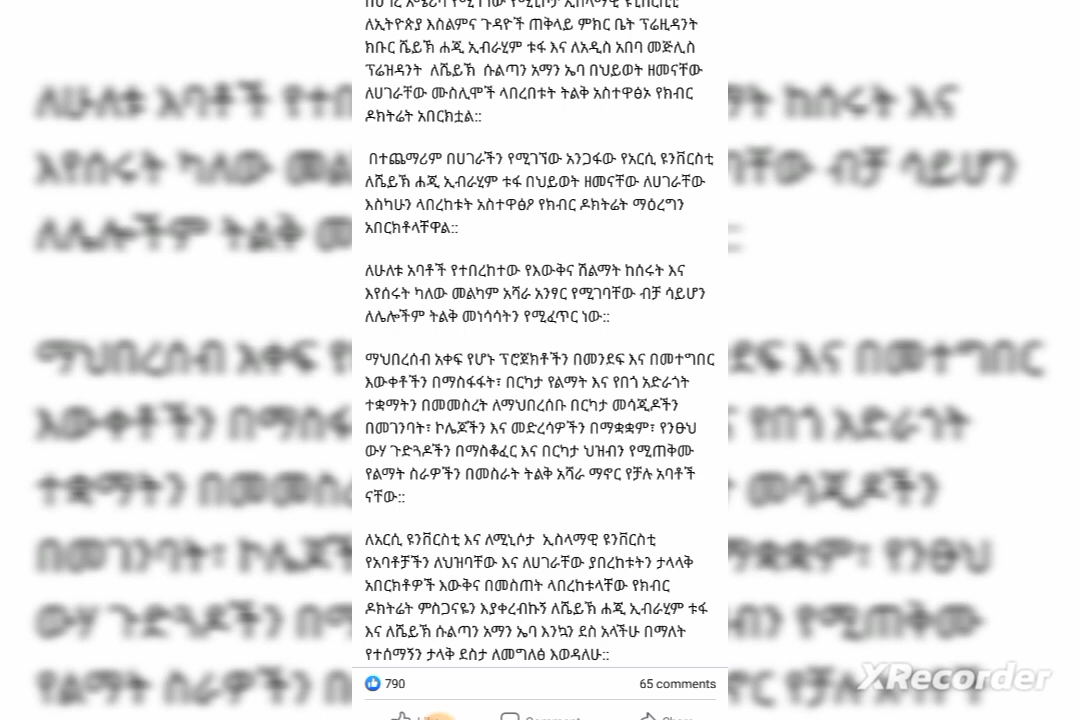 ለኢትዮጵያ እስልምና ጉዳዮች ጠቅላይ ምክር ቤት ፕሬዚዳንት
ክቡር ሼይኽ ሐጂ ኢብራሂም ቱፋ እና ለአዲስ አበባ መጅሊስ
ፕሬዝዳንት ለሼይኽ ሱልጣን አማን ኤባ በህይወት ዘመናቸው
ለሀገራቸው ሙስሊሞች ላበረበቱት ትልቅ አስተዋፅኦ የክብር
ዶክትሬት አበርክቷል::
በተጨማሪም በሀገራችን የሚገኘው አንጋፋው የአርሲ ዩንቨርስቲ
ለሼይኽ ሐጂ ኢብራሂም ቱፋ በህይወት ዘመናቸው ለሀገራቸው
እስካሁን ላበረከቱት አስተዋፅዖ የክብር ዶክትሬት ማዕረግን
አበርክቶላቸዋል::
ለሁለቱ አባቶች የተበረከተው የእውቅና ሽልማት ከሰሩት እና
እየሰሩት ካለው መልካም አሻራ አንፃር የሚገባቸው ብቻ ሳይሆን
ለሌሎችም ትልቅ መነሳሳትን የሚፈጥር ነው::
ማህበረሰብ አቀፍ የሆኑ ፕሮጀክቶችን በመንደፍ እና በመተግበር
እውቀቶችን በማስፋፋት፣ በርካታ የልማት እና የበጎ አድራጎት
ተቋማትን በመመስረት ለማህበረሰቡ በርካታ መሳጂዶችን
በመገንባት፣ ኮሌጆችን እና መድረሳዎችን በማቋቋም፣ የንፁህ
ውሃ ጉድጓዶችን በማስቆፈር እና በርካታ ህዝብን የሚጠቅሙ
የልማት ስራዎችን በመስራት ትልቅ አሻራ ማኖር የቻሉ አባቶች
ናቸው::
ለአርሲ ዩንቨርስቲ እና ለሚኒሶታ ኢስላማዊ ዩንቨርስቲ
የአባቶቻችን ለህዝባቸው እና ለሀገራቸው ያበረከቱትን ታላላቅ
አበርክቶዎች እውቅና በመስጠት ላበረከቱላቸው የክብር
ዶክትሬት ምስጋናዬን እያቀረብኩኝ ለሼይኽ ሐጂ ኢብራሂም ቱፋ
እና ለሼይኽ ሱልጣን አማን ኤባ እንኳን ደስ አላችሁ በማለት
የተሰማኝን ታላቅ ደስታ ለመግለፅ እወዳለሁ::
790 65 comments
XRecorder